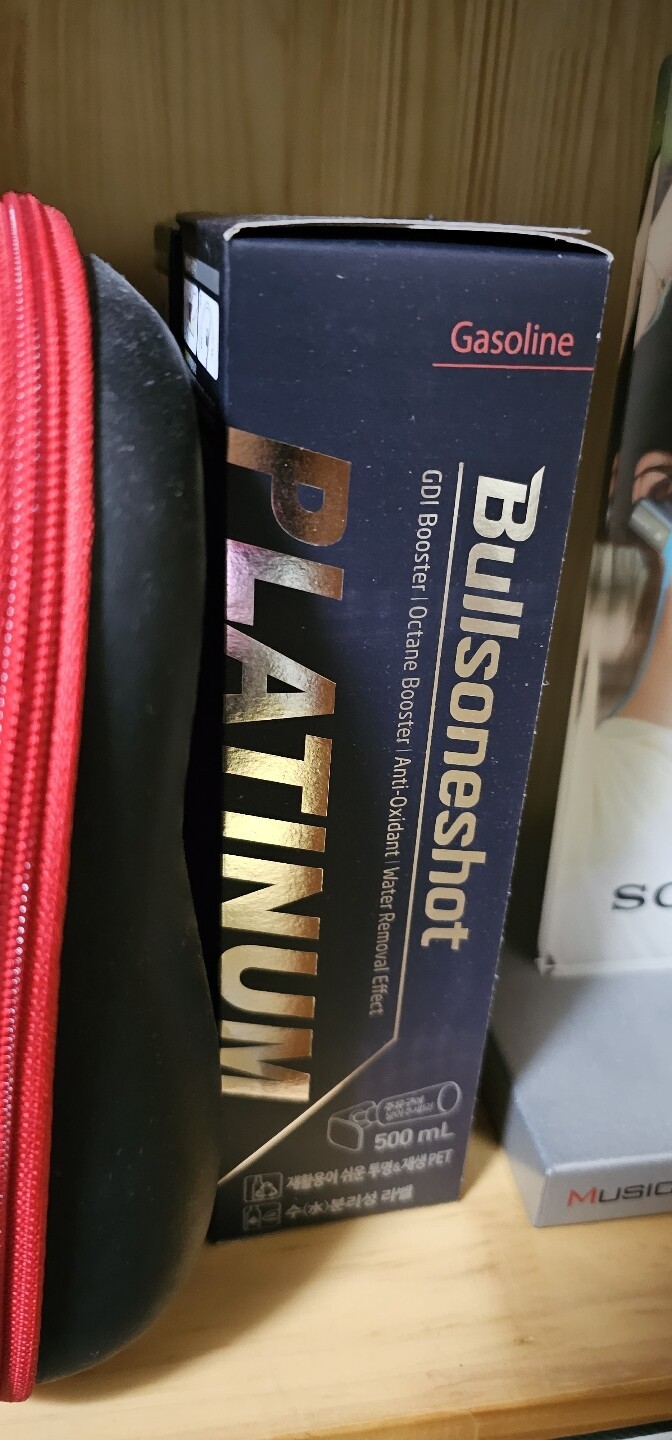 Gasoline
Bullsoneshot
GDI Booster | Octane Booster | Anti-Oxidant | Water Removal Effect
PLATINUM
500 mL
재활용이 쉬운 투명&재생 PET
수(水)분리성 라벨
SO
MUSIC